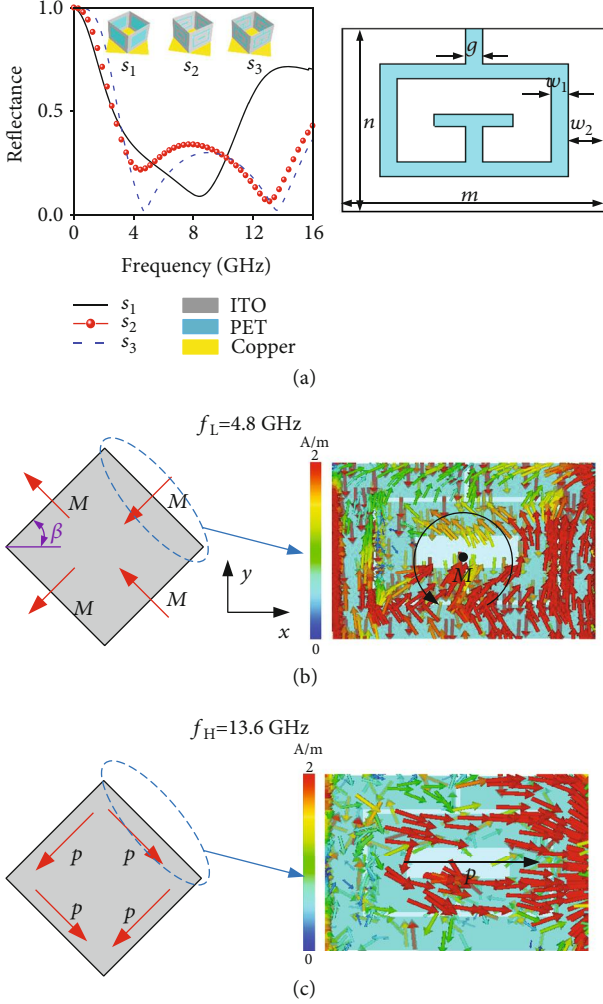 1.0
0.5
0.0
Reflectance
s1 s2 s3
0 4 8 12 16
Frequency (GHz)
g
w1
n
w2
m
s1
s2
s3
ITO
PET
Copper
(a)
fL=4.8 GHz
A/m
2
0
M
M
M
M
β
y
x
M
(b)
fH=13.6 GHz
A/m
2
0
p
p
p
p
p
(c)